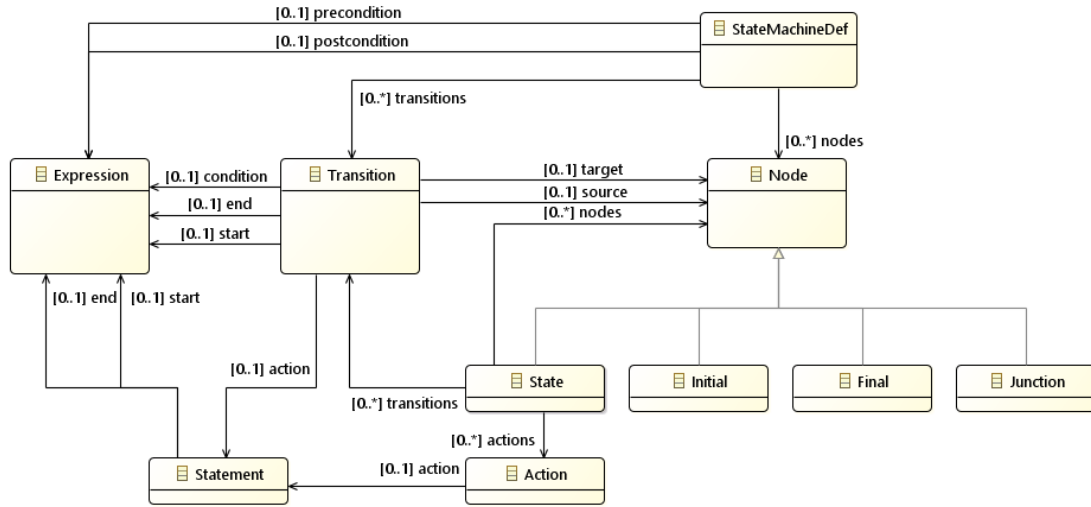 [0..1] precondition
StateMachineDef
[0..1] postcondition
[0..*] transitions
[0..*] nodes
Expression
[0..1] condition
Transition
[0..1] target
Node
[0..1] source
[0..1] end
[0..*] nodes
[0..1] start
[0..1] end
[0..1] start
[0..1] action
State
Initial
Final
Junction
[0..*] transitions
[0..*] actions
Statement
[0..1] action
Action